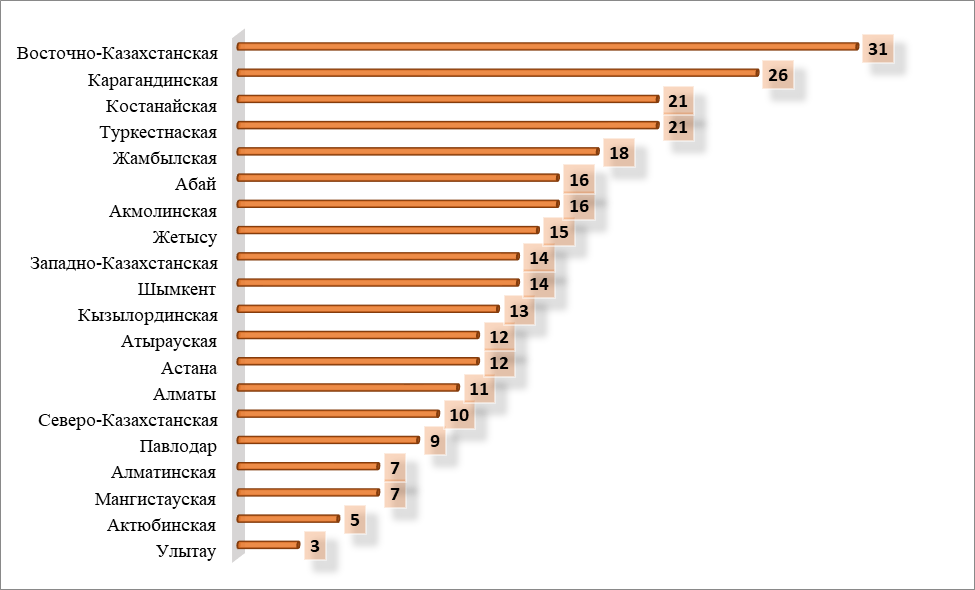 Восточно-Казахстанская 31
Карагандинская 26
Костанайская 21
Туркестнаская 21
Жамбылская 18
Абай 16
Акмолинская 16
Жетысу 15
Западно-Казахстанская 14
Шымкент 14
Кызылординская 13
Атырауская 12
Астана 12
Алматы 11
Северо-Казахстанская 10
Павлодар 9
Алматинская 7
Мангистауская 7
Актюбинская 5
Улытау 3